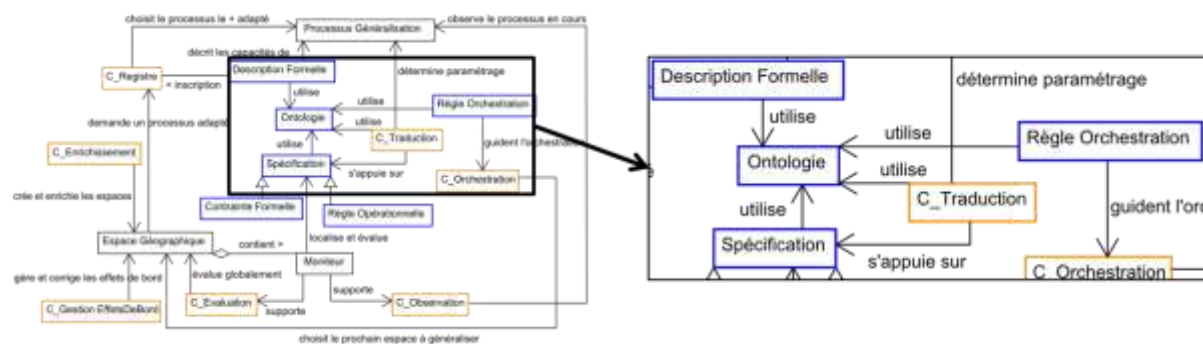 choisit le processus le + adapté
observe le processus en cours
Processus Généralisation
décrit les capacités de
C_Registre
< inscription
Description Formelle
détermine paramétrage
utilise
Règle Orchestration
utilise
Ontologie
utilise
demande un processus adapté
utilise
C_Traduction
guident l'orchestration
C_Enrichissement
Spécification
s'appuie sur
C_Orchestration
crée et enrichie les espaces
Contrainte Formelle
Règle Opérationnelle
localise et évalue
Espace Géographique
contient >
Moniteur
gère et corrige les effets de bord
évalue globalement
supporte
C_Gestion EffetsDeBord
C_Evaluation
supporte
C_Observation
choisit le prochain espace à généraliser
Description Formelle
détermine paramétrage
utilise
utilise
Règle Orchestration
Ontologie
utilise
C_Traduction
utilise
guident l'orc
Spécification
s'appuie sur
C_Orchestration